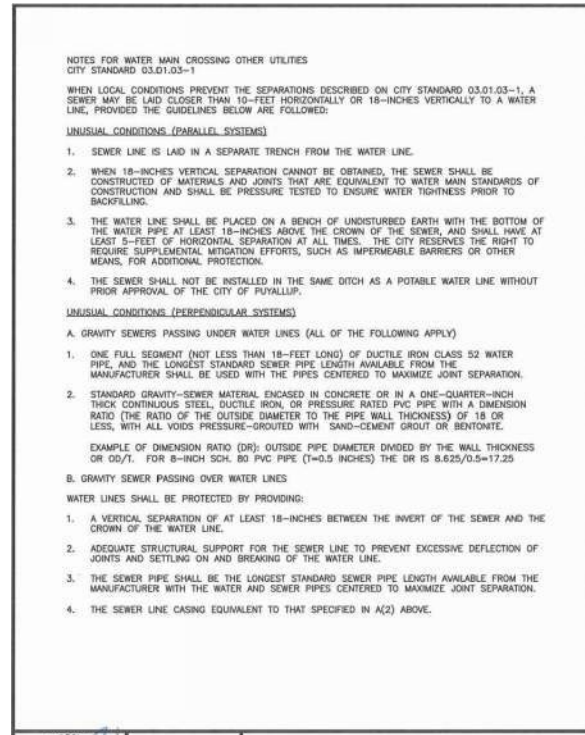 NOTES FOR WATER MAIN CROSSING OTHER UTILITIES
CITY STANDARD 03.01.03-1
WHEN LOCAL CONDITIONS PREVENT THE SEPARATIONS DESCRIBED ON CITY STANDARD 03.01.03-1, A
SEWER MAY BE LAID CLOSER THAN 10-FEET HORIZONTALLY OR 18-INCHES VERTICALLY TO A WATER
LINE, PROVIDED THE GUIDELINES BELOW ARE FOLLOWED:
UNUSUAL CONDITIONS (PARALLEL SYSTEMS)
1. SEWER LINE IS LAID IN A SEPARATE TRENCH FROM THE WATER LINE.
2. WHEN 18-INCHES VERTICAL SEPARATION CANNOT BE OBTAINED, THE SEWER SHALL BE
CONSTRUCTED OF MATERIALS AND JOINTS THAT ARE EQUIVALENT TO WATER MAIN STANDARDS OF
CONSTRUCTION AND SHALL BE PRESSURE TESTED TO ENSURE WATER TIGHTNESS PRIOR TO
BACKFILLING.
3. THE WATER LINE SHALL BE PLACED ON A BENCH OF UNDISTURBED EARTH WITH THE BOTTOM OF
THE WATER PIPE AT LEAST 18-INCHES ABOVE THE CROWN OF THE SEWER, AND SHALL HAVE AT
LEAST 5-FEET OF HORIZONTAL SEPARATION AT ALL TIMES. THE CITY RESERVES THE RIGHT TO
REQUIRE SUPPLEMENTAL MITIGATION EFFORTS, SUCH AS IMPERMEABLE BARRIERS OR OTHER
MEANS, FOR ADDITIONAL PROTECTION.
4. THE SEWER SHALL NOT BE INSTALLED IN THE SAME DITCH AS A POTABLE WATER LINE WITHOUT
PRIOR APPROVAL OF THE CITY OF PUYALLUP.
UNUSUAL CONDITIONS (PERPENDICULAR SYSTEMS)
A. GRAVITY SEWERS PASSING UNDER WATER LINES (ALL OF THE FOLLOWING APPLY)
1. ONE FULL SEGMENT (NOT LESS THAN 18-FEET LONG) OF DUCTILE IRON CLASS 52 WATER
PIPE, AND THE LONGEST STANDARD SEWER PIPE LENGTH AVAILABLE FROM THE
MANUFACTURER SHALL BE USED WITH THE PIPES CENTERED TO MAXIMIZE JOINT SEPARATION.
2. STANDARD GRAVITY-SEWER MATERIAL ENCASED IN CONCRETE OR IN A ONE-QUARTER-INCH
THICK CONTINUOUS STEEL, DUCTILE IRON, OR PRESSURE RATED PVC PIPE WITH A DIMENSION
RATIO (THE RATIO OF THE OUTSIDE DIAMETER TO THE PIPE WALL THICKNESS) OF 18 OR
LESS, WITH ALL VOIDS PRESSURE-GROUTED WITH SAND-CEMENT GROUT OR BENTONITE.
EXAMPLE OF DIMENSION RATIO (DR): OUTSIDE PIPE DIAMETER DIVIDED BY THE WALL THICKNESS
OR OD/T. FOR 8-INCH SCH. 80 PVC PIPE (T=0.5 INCHES) THE DR IS 8.625/0.5=17.25
B. GRAVITY SEWER PASSING OVER WATER LINES
WATER LINES SHALL BE PROTECTED BY PROVIDING:
1. A VERTICAL SEPARATION OF AT LEAST 18-INCHES BETWEEN THE INVERT OF THE SEWER AND THE
CROWN OF THE WATER LINE.
2. ADEQUATE STRUCTURAL SUPPORT FOR THE SEWER LINE TO PREVENT EXCESSIVE DEFLECTION OF
JOINTS AND SETTLING ON AND BREAKING OF THE WATER LINE.
3. THE SEWER PIPE SHALL BE THE LONGEST STANDARD SEWER PIPE LENGTH AVAILABLE FROM THE
MANUFACTURER WITH THE WATER AND SEWER PIPES CENTERED TO MAXIMIZE JOINT SEPARATION.
4. THE SEWER LINE CASING EQUIVALENT TO THAT SPECIFIED IN A(2) ABOVE.